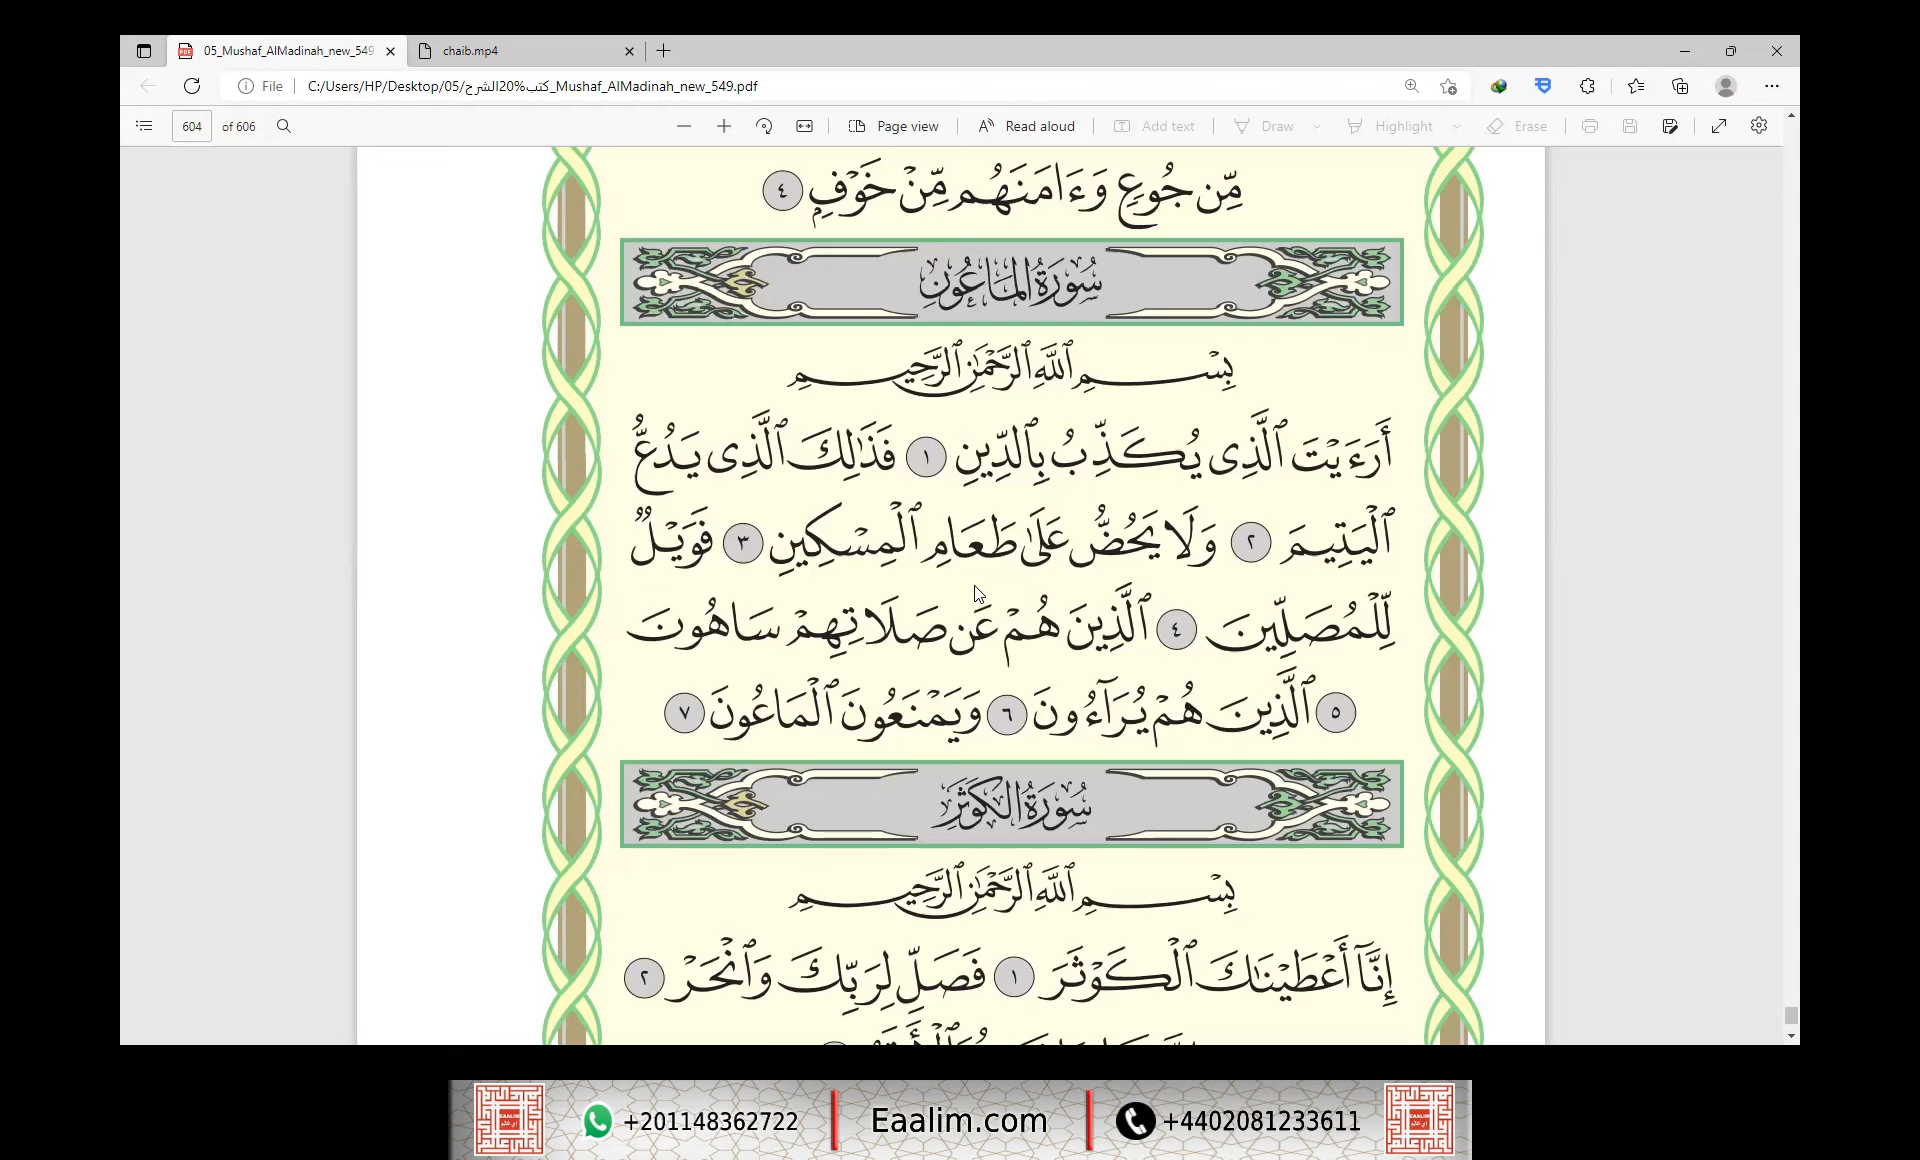 05_Mushaf_AlMadinah_new_549
chaib.mp4
File
C:/Users/HP/Desktop/05/كتب%20الشرح_Mushaf_AlMadinah_new_549.pdf
604 of 606
Page view
Read aloud
Add text
Draw
Highlight
Erase
مِّن جُوعٍ وَءَامَنَهُم مِّنْ خَوْفٍۭ ٤
سُورَةُ المَاعُونِ
بِسْمِ ٱللَّهِ ٱلرَّحْمَٰنِ ٱلرَّحِيمِ
أَرَءَيْتَ ٱلَّذِى يُكَذِّبُ بِٱلدِّينِ ١ فَذَٰلِكَ ٱلَّذِى يَدُعُّ
ٱلْيَتِيمَ ٢ وَلَا يَحُضُّ عَلَىٰ طَعَامِ ٱلْمِسْكِينِ ٣ فَوَيْلٌ
لِّلْمُصَلِّينَ ٤ ٱلَّذِينَ هُمْ عَن صَلَاتِهِمْ سَاهُونَ
٥ ٱلَّذِينَ هُمْ يُرَآءُونَ ٦ وَيَمْنَعُونَ ٱلْمَاعُونَ ٧
سُورَةُ الكَوْثَرِ
بِسْمِ ٱللَّهِ ٱلرَّحْمَٰنِ ٱلرَّحِيمِ
إِنَّآ أَعْطَيْنَٰكَ ٱلْكَوْثَرَ ١ فَصَلِّ لِرَبِّكَ وَٱنْحَرْ ٢
+201148362722
Eaalim.com
+4402081233611